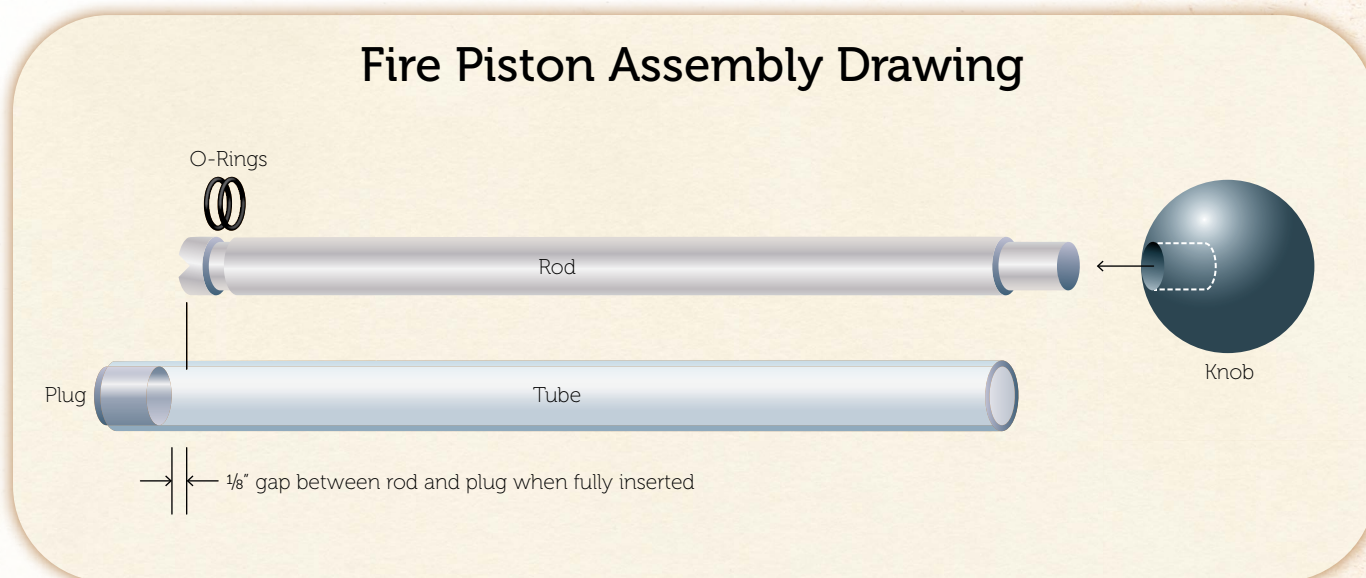 Fire Piston Assembly Drawing
O-Rings
Rod
Knob
Plug
Tube
⅛″ gap between rod and plug when fully inserted